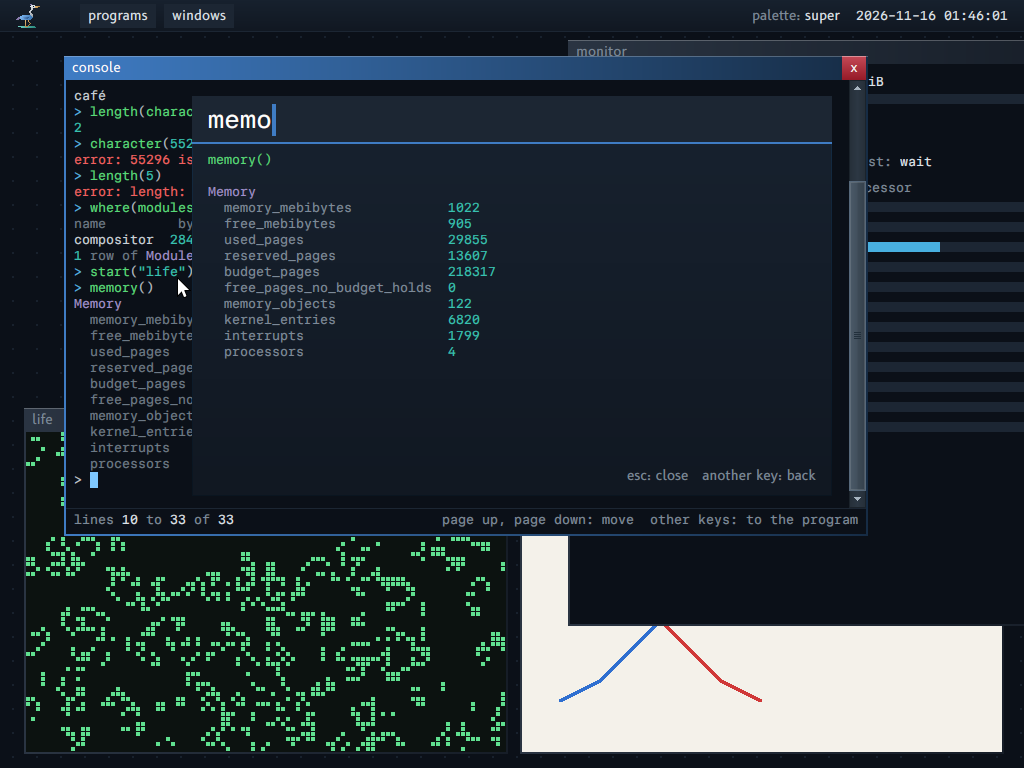 programs windows palette: super 2026-11-16 01:46:01
monitor
console x
café
> length(charac
2
> character(552
error: 55296 is
> length(5)
error: length:
> where(modules
name by
compositor 284
1 row of Module
> start("life")
> memory()
Memory
memory_mebiby
free_mebibyte
used_pages
reserved_page
budget_pages
free_pages_no
memory_object
kernel_entrie
interrupts
processors
>
memo
memory()
Memory
memory_mebibytes 1022
free_mebibytes 905
used_pages 29855
reserved_pages 13607
budget_pages 218317
free_pages_no_budget_holds 0
memory_objects 122
kernel_entries 6820
interrupts 1799
processors 4
esc: close another key: back
lines 10 to 33 of 33 page up, page down: move other keys: to the program
iB
st: wait
cessor
life